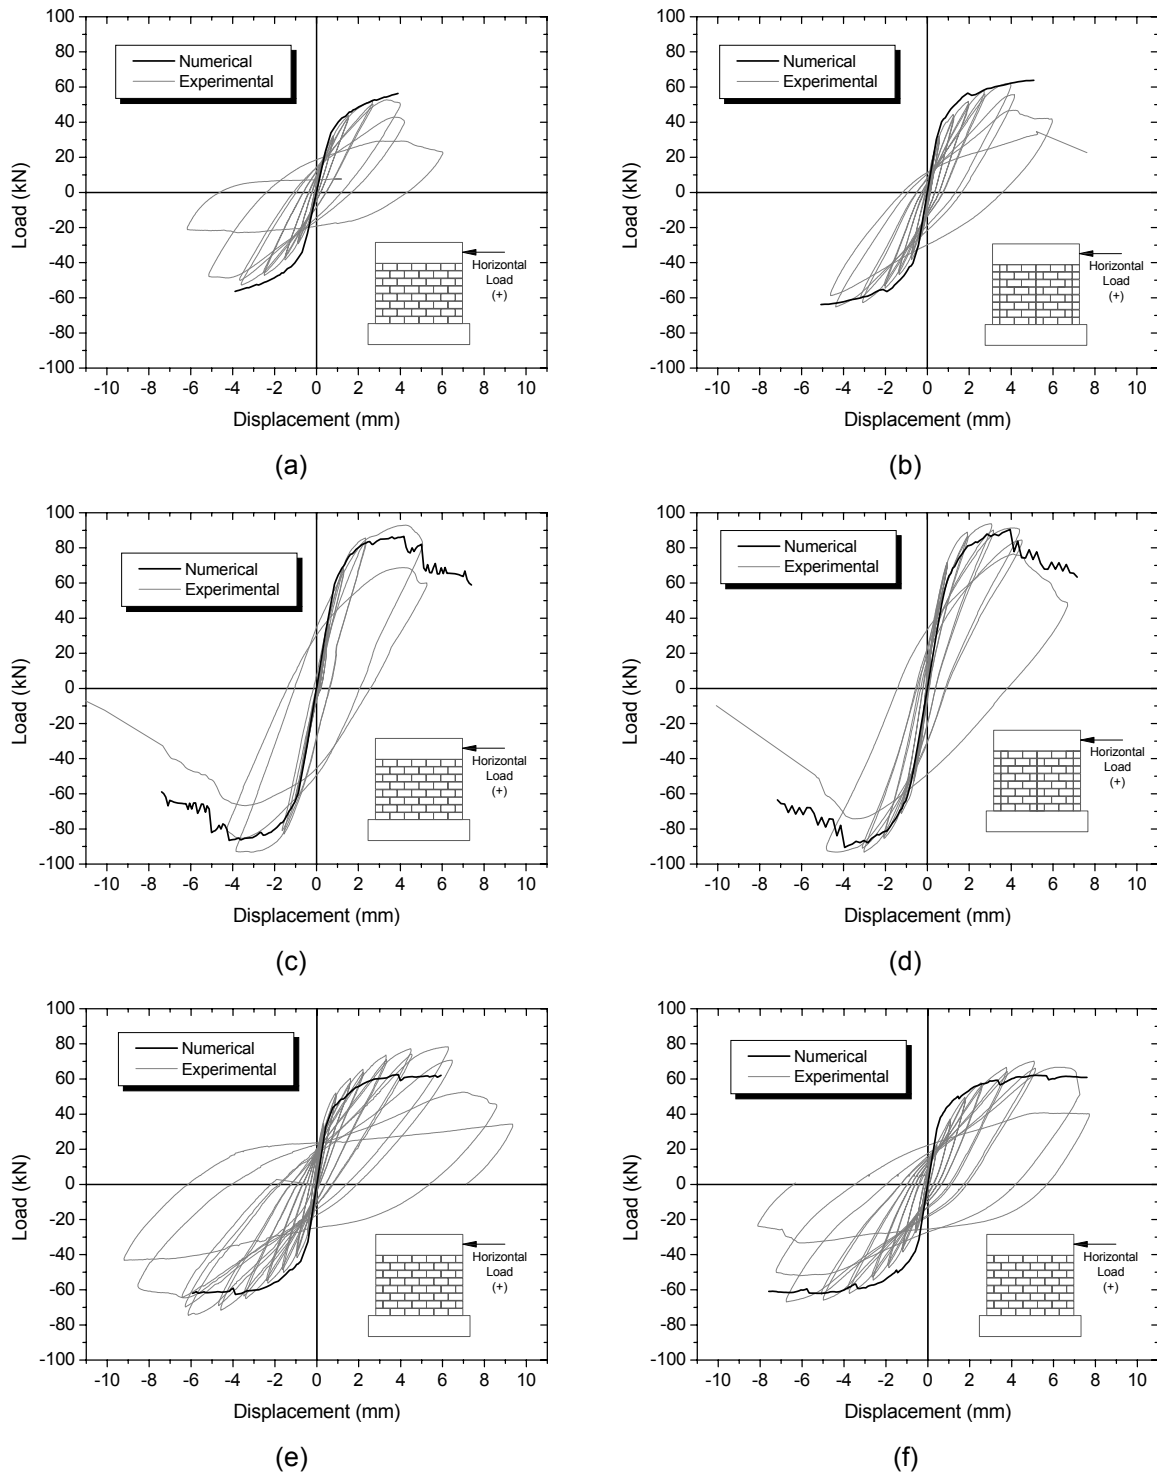 100
80
60
40
20
0
-20
-40
-60
-80
-100
Load (kN)
Numerical
Experimental
Horizontal
Load
(+)
-10 -8 -6 -4 -2 0 2 4 6 8 10
Displacement (mm)
(a)
100
80
60
40
20
0
-20
-40
-60
-80
-100
Load (kN)
Numerical
Experimental
Horizontal
Load
(+)
-10 -8 -6 -4 -2 0 2 4 6 8 10
Displacement (mm)
(b)
100
80
60
40
20
0
-20
-40
-60
-80
-100
Load (kN)
Numerical
Experimental
Horizontal
Load
(+)
-10 -8 -6 -4 -2 0 2 4 6 8 10
Displacement (mm)
(c)
100
80
60
40
20
0
-20
-40
-60
-80
-100
Load (kN)
Numerical
Experimental
Horizontal
Load
(+)
-10 -8 -6 -4 -2 0 2 4 6 8 10
Displacement (mm)
(d)
100
80
60
40
20
0
-20
-40
-60
-80
-100
Load (kN)
Numerical
Experimental
Horizontal
Load
(+)
-10 -8 -6 -4 -2 0 2 4 6 8 10
Displacement (mm)
(e)
100
80
60
40
20
0
-20
-40
-60
-80
-100
Load (kN)
Numerical
Experimental
Horizontal
Load
(+)
-10 -8 -6 -4 -2 0 2 4 6 8 10
Displacement (mm)
(f)